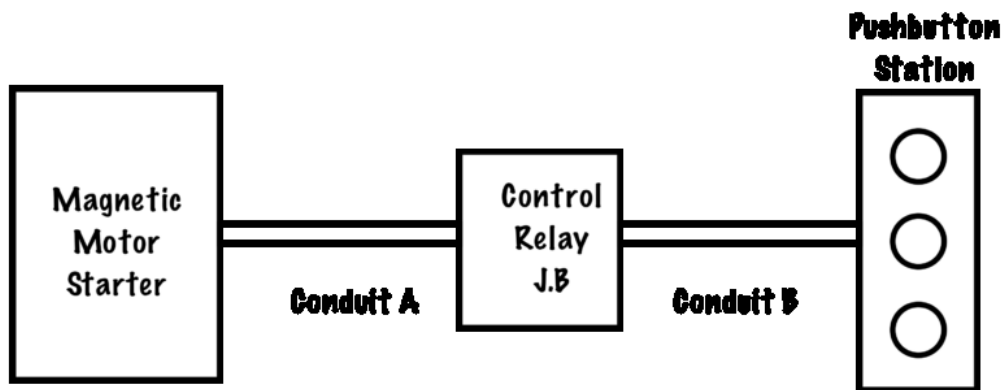 Pushbutton
Station
Magnetic
Motor
Starter
Control
Relay
J.B
Conduit A
Conduit B